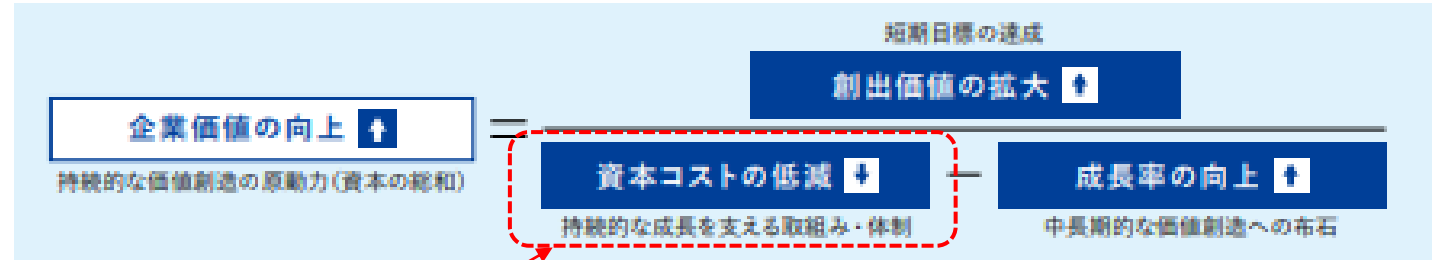 短期目標の達成
創出価値の拡大
企業価値の向上
=
持続的な価値創造の原動力(資本の総和)
資本コストの低減
ー
成長率の向上
持続的な成長を支える取組み・体制
中長期的な価値創造への布石